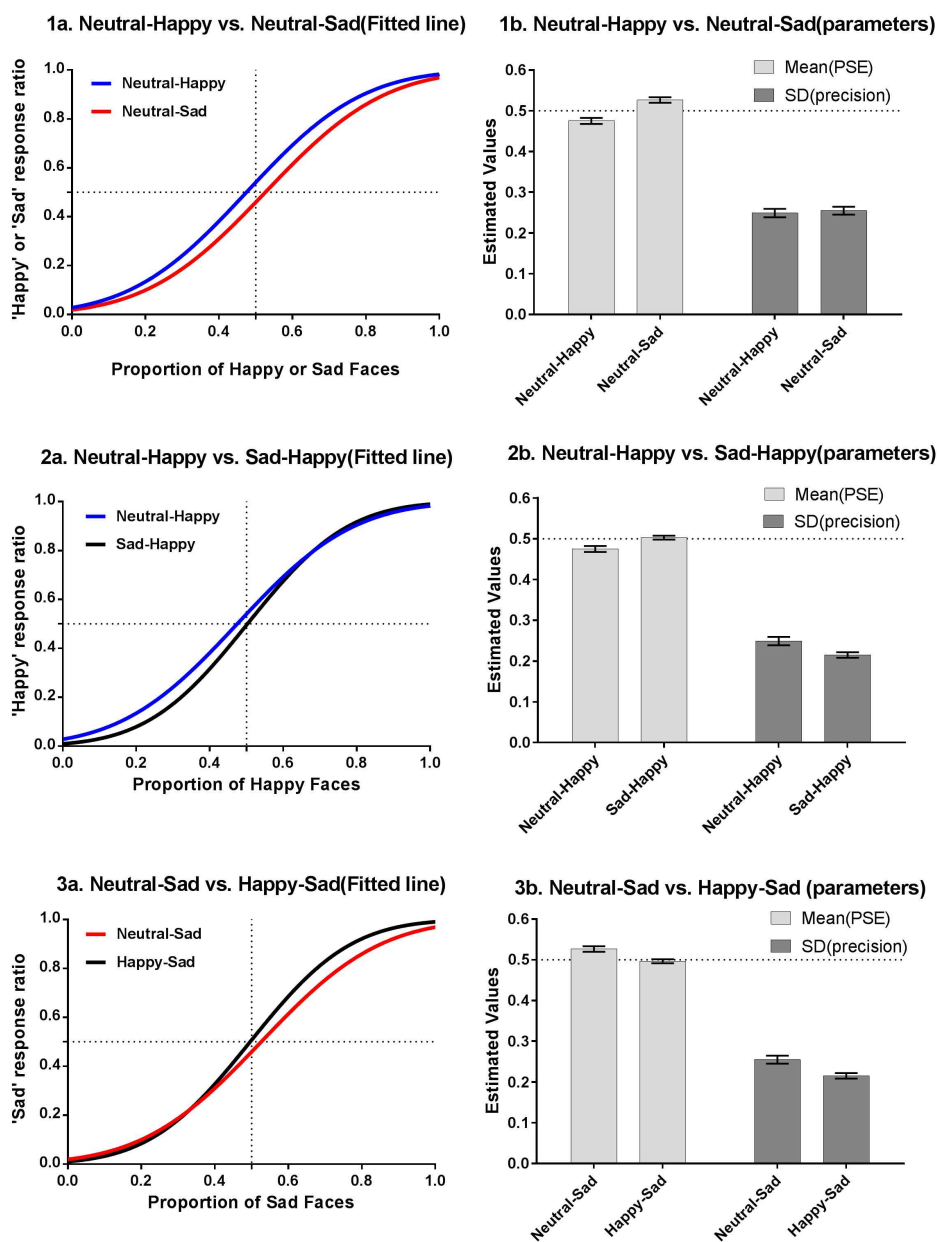 1a. Neutral-Happy vs. Neutral-Sad(Fitted line)
'Happy' or 'Sad' response ratio
1.0
0.8
0.6
0.4
0.2
0.0
Neutral-Happy
Neutral-Sad
0.0 0.2 0.4 0.6 0.8 1.0
Proportion of Happy or Sad Faces
1b. Neutral-Happy vs. Neutral-Sad(parameters)
Estimated Values
0.6
0.5
0.4
0.3
0.2
0.1
0.0
Mean(PSE)
SD(precision)
Neutral-Happy
Neutral-Sad
Neutral-Happy
Neutral-Sad
2a. Neutral-Happy vs. Sad-Happy(Fitted line)
'Happy' response ratio
1.0
0.8
0.6
0.4
0.2
0.0
Neutral-Happy
Sad-Happy
0.0 0.2 0.4 0.6 0.8 1.0
Proportion of Happy Faces
2b. Neutral-Happy vs. Sad-Happy(parameters)
Estimated Values
0.6
0.5
0.4
0.3
0.2
0.1
0.0
Mean(PSE)
SD(precision)
Neutral-Happy
Sad-Happy
Neutral-Happy
Sad-Happy
3a. Neutral-Sad vs. Happy-Sad(Fitted line)
'Sad' response ratio
1.0
0.8
0.6
0.4
0.2
0.0
Neutral-Sad
Happy-Sad
0.0 0.2 0.4 0.6 0.8 1.0
Proportion of Sad Faces
3b. Neutral-Sad vs. Happy-Sad (parameters)
Estimated Values
0.6
0.5
0.4
0.3
0.2
0.1
0.0
Mean(PSE)
SD(precision)
Neutral-Sad
Happy-Sad
Neutral-Sad
Happy-Sad